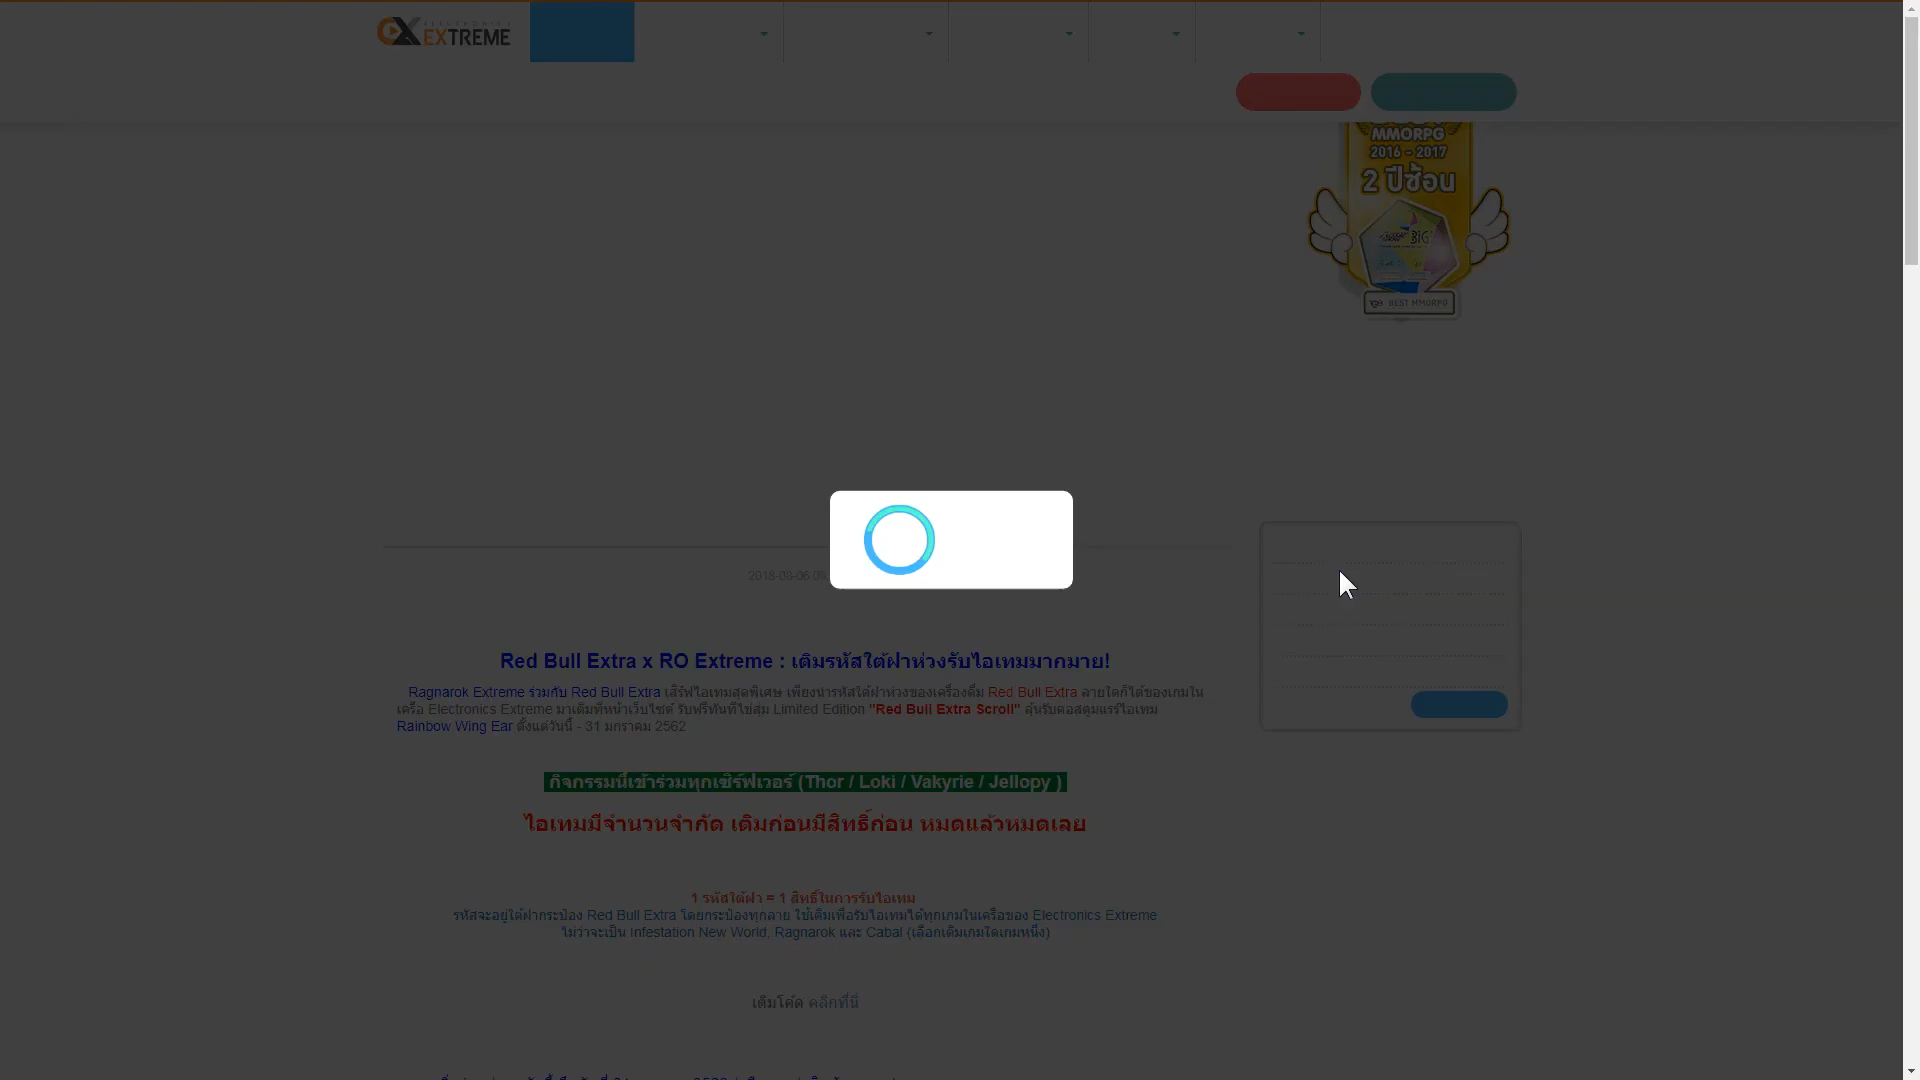 ELECTRONICS
EXTREME
MMORPG
2016 - 2017
2 ปีซ้อน
BIG
BEST MMORPG
2018-08-06
Red Bull Extra x RO Extreme : เติมรหัสใต้ฝาห่วงรับไอเทมมากมาย!
Ragnarok Extreme ร่วมกับ Red Bull Extra เสิร์ฟไอเทมสุดพิเศษ เพียงนำรหัสใต้ฝาห่วงของเครื่องดื่ม Red Bull Extra ลายใดก็ได้ของเกมใน
เครือ Electronics Extreme มาเติมที่หน้าเว็บไซต์ รับฟรีทันทีไข่สุ่ม Limited Edition "Red Bull Extra Scroll" ลุ้นรับคอสตูมแรร์ไอเทม
Rainbow Wing Ear ตั้งแต่วันนี้ - 31 มกราคม 2562
กิจกรรมนี้เข้าร่วมทุกเซิร์ฟเวอร์ (Thor / Loki / Vakyrie / Jellopy )
ไอเทมมีจำนวนจำกัด เติมก่อนมีสิทธิ์ก่อน หมดแล้วหมดเลย
1 รหัสใต้ฝา = 1 สิทธิ์ในการรับไอเทม
รหัสจะอยู่ใต้ฝากระป๋อง Red Bull Extra โดยกระป๋องทุกลาย ใช้เติมเพื่อรับไอเทมได้ทุกเกมในเครือของ Electronics Extreme
ไม่ว่าจะเป็น Infestation New World, Ragnarok และ Cabal (เลือกเติมเกมใดเกมหนึ่ง)
เติมโค้ด คลิกที่นี่